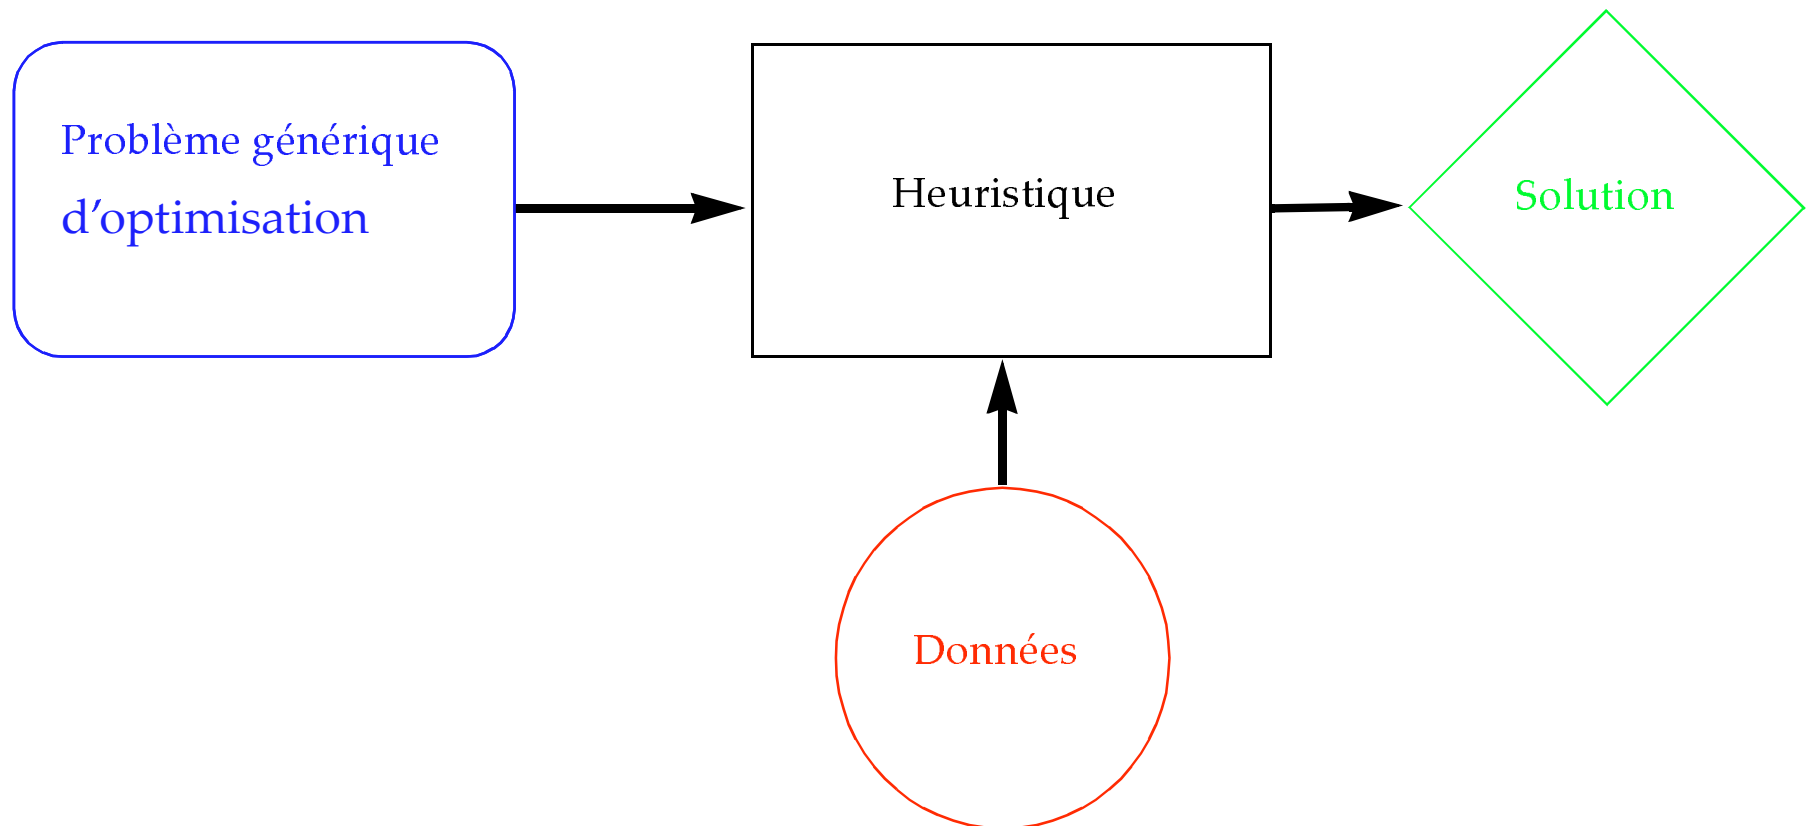 Problème générique
d’optimisation
Heuristique
Solution
Données